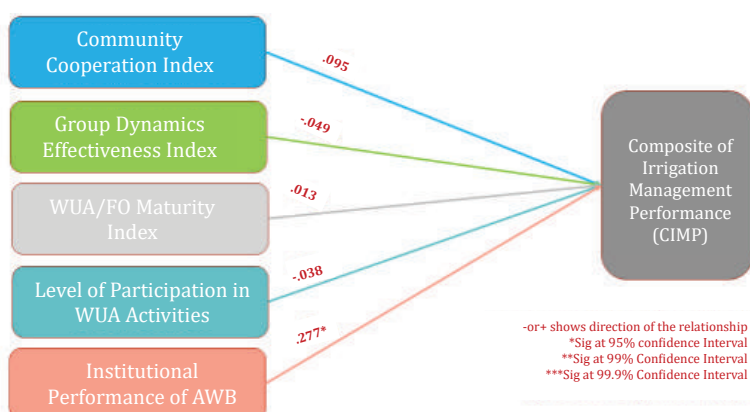 Community
Cooperation Index
.095
Group Dynamics
Effectiveness Index
-.049
WUA/FO Maturity
Index
.013
Level of Participation in
WUA Activities
-.038
Institutional
Performance of AWB
.277*
Composite of
Irrigation
Management
Performance
(CIMP)
-or+ shows direction of the relationship
*Sig at 95% confidence Interval
**Sig at 99% Confidence Interval
***Sig at 99.9% Confidence Interval